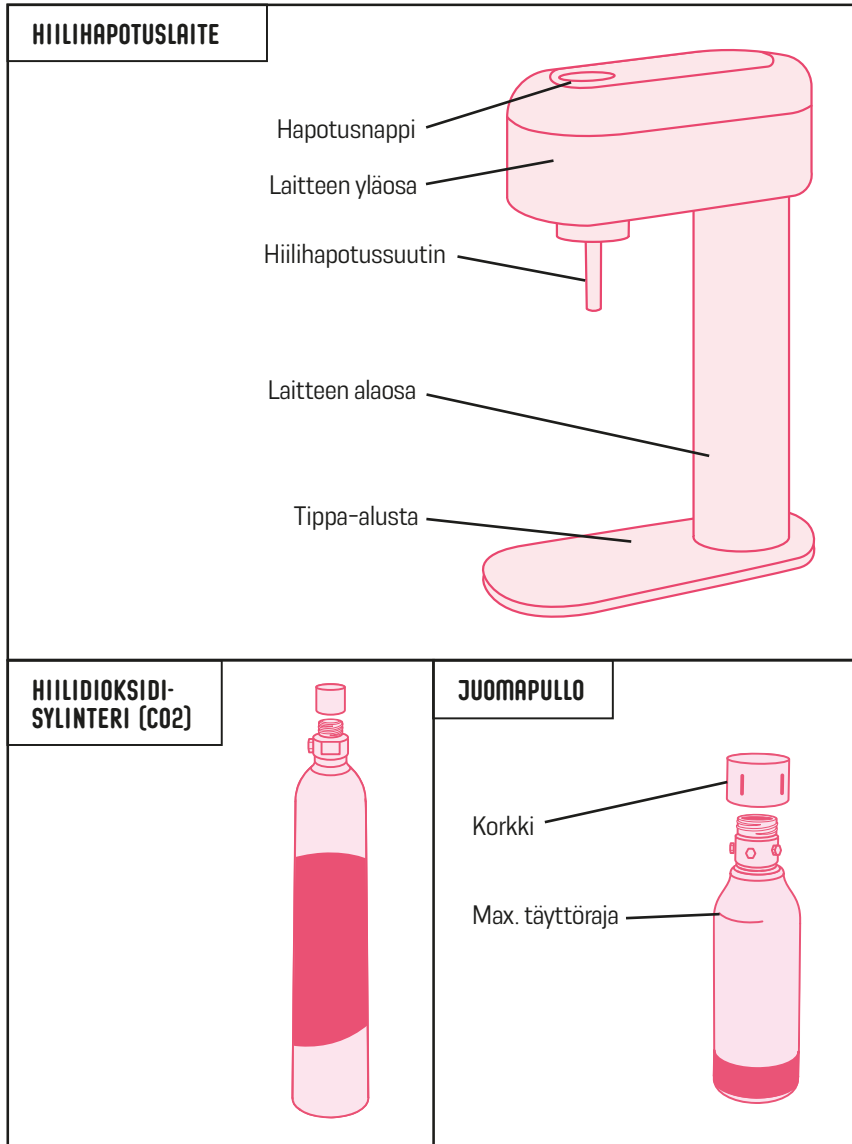 HIILIHAPOTUSLAITE
Hapotusnappi
Laitteen yläosa
Hiilihapotussuutin
Laitteen alaosa
Tippa-alusta
HIILIDIOKSIDI-
SYLINTERI (CO2)
JUOMAPULLO
Korkki
Max. täyttöraja